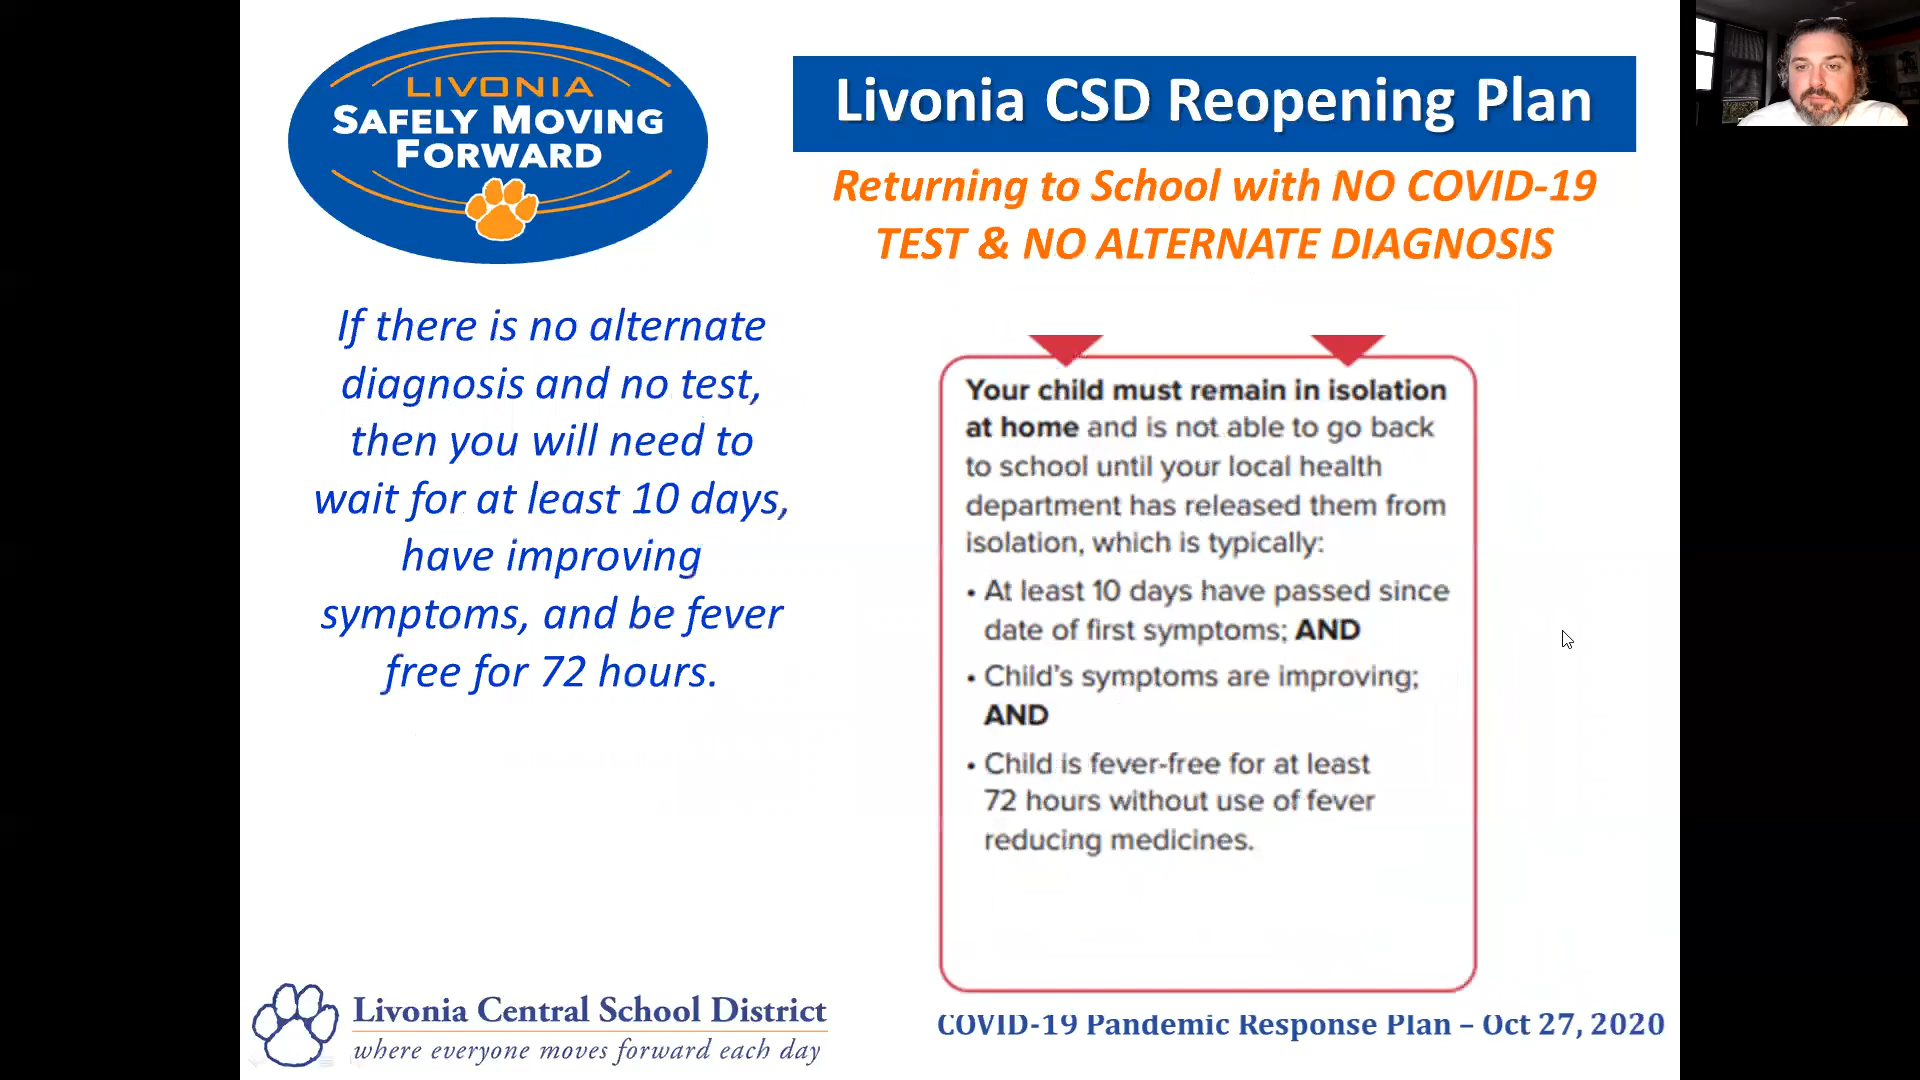 LIVONIA
SAFELY MOVING
FORWARD
Livonia CSD Reopening Plan
Returning to School with NO COVID-19
TEST & NO ALTERNATE DIAGNOSIS
If there is no alternate
diagnosis and no test,
then you will need to
wait for at least 10 days,
have improving
symptoms, and be fever
free for 72 hours.
Your child must remain in isolation
at home and is not able to go back
to school until your local health
department has released them from
isolation, which is typically:
• At least 10 days have passed since
date of first symptoms; AND
• Child's symptoms are improving;
AND
• Child is fever-free for at least
72 hours without use of fever
reducing medicines.
Livonia Central School District
where everyone moves forward each day
COVID-19 Pandemic Response Plan – Oct 27, 2020